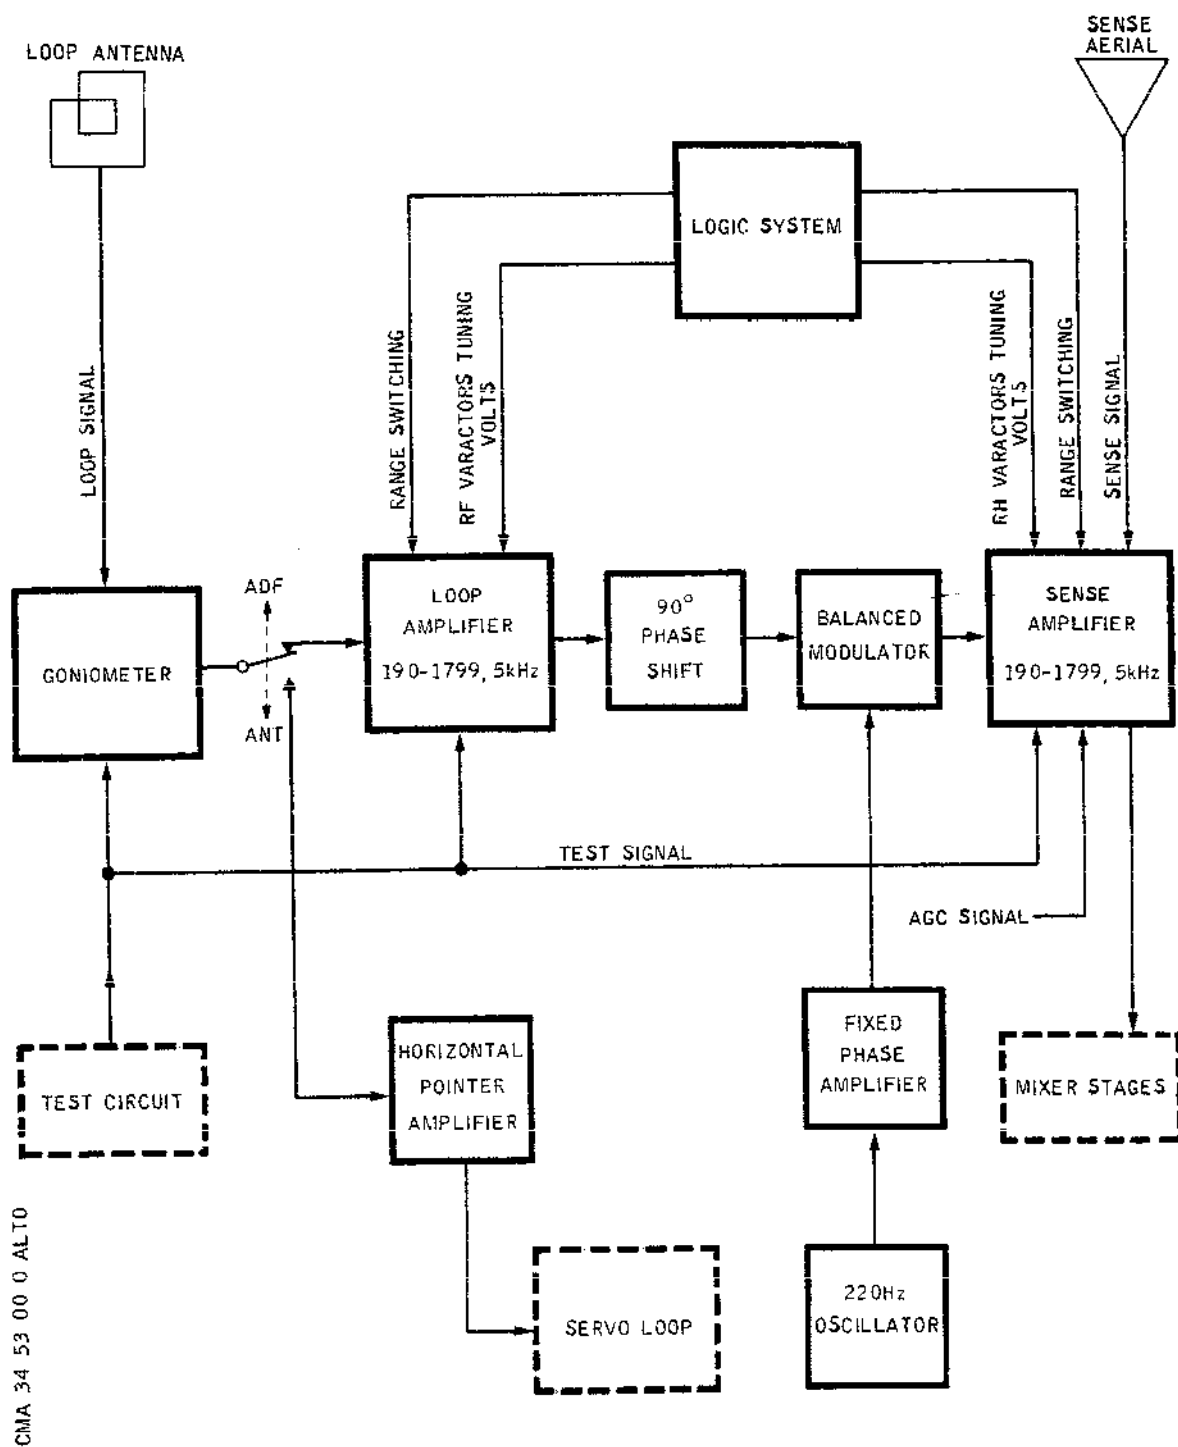 SENSE
AERIAL
LOOP ANTENNA
LOGIC SYSTEM
LOOP SIGNAL
RANGE SWITCHING
RF VARACTORS TUNING
VOLTS
RH VARACTORS TUNING
VOLTS
RANGE SWITCHING
SENSE SIGNAL
ADF
ANT
GONIOMETER
LOOP
AMPLIFIER
190-1799, 5kHz
90°
PHASE
SHIFT
BALANCED
MODULATOR
SENSE
AMPLIFIER
190-1799, 5kHz
TEST SIGNAL
AGC SIGNAL
TEST CIRCUIT
HORIZONTAL
POINTER
AMPLIFIER
FIXED
PHASE
AMPLIFIER
MIXER STAGES
SERVO LOOP
220Hz
OSCILLATOR
CMA 34 53 00 0 ALT0